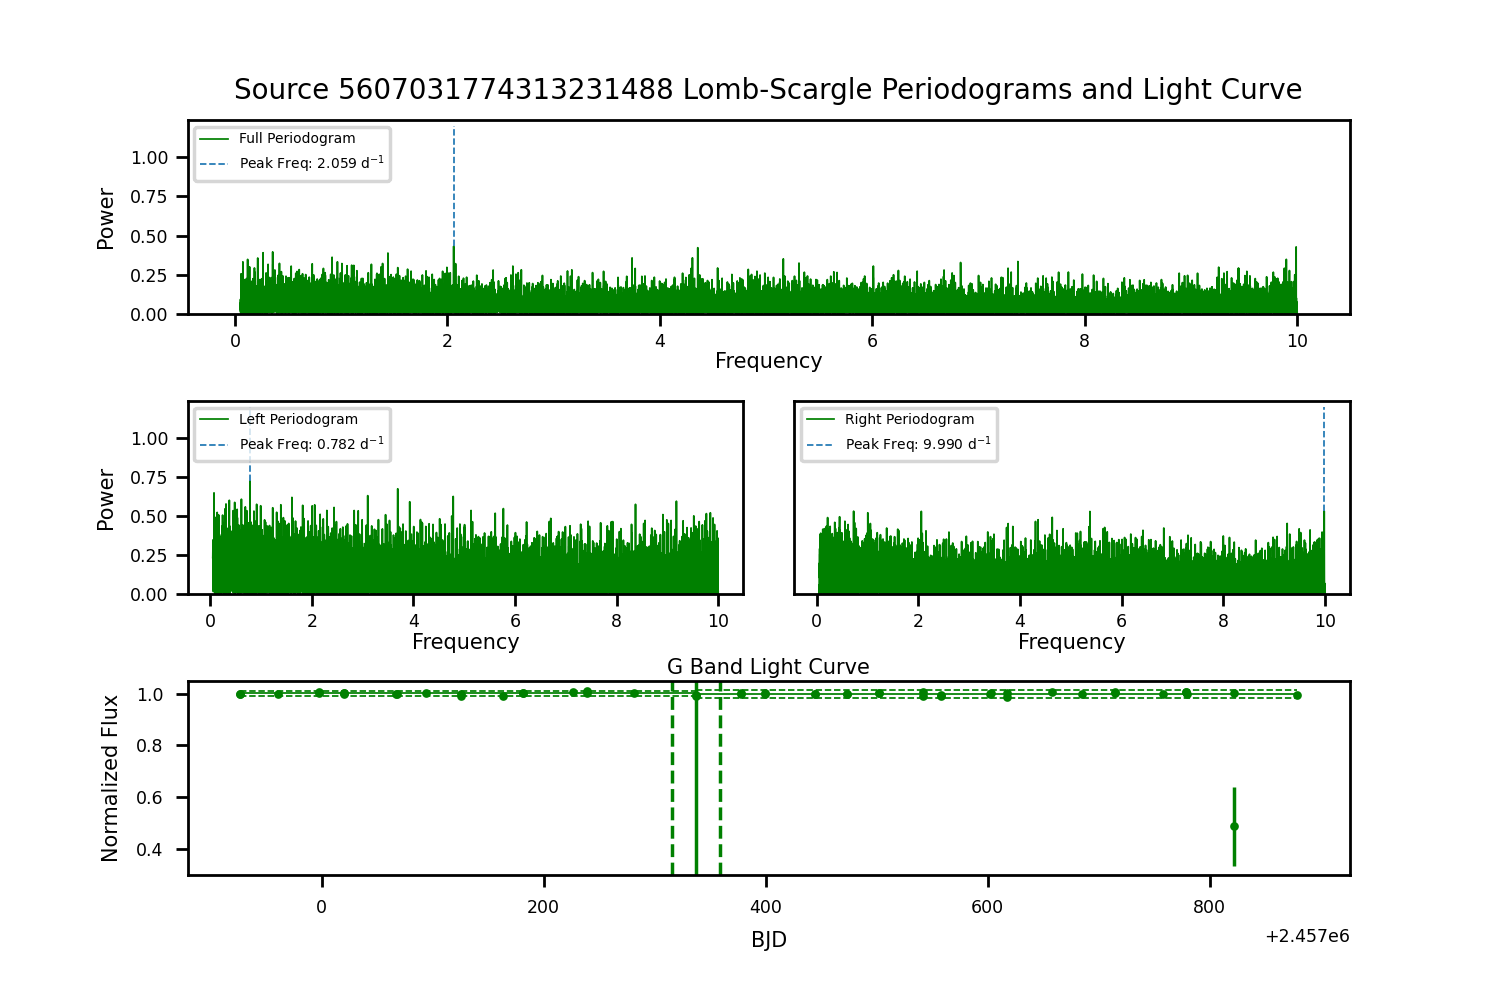 Source 5607031774313231488 Lomb-Scargle Periodograms and Light Curve
Full Periodogram
Peak Freq: 2.059 d⁻¹
Power
1.00
0.75
0.50
0.25
0.00
0 2 4 6 8 10
Frequency
Left Periodogram
Peak Freq: 0.782 d⁻¹
Power
1.00
0.75
0.50
0.25
0.00
0 2 4 6 8 10
Frequency
Right Periodogram
Peak Freq: 9.990 d⁻¹
0 2 4 6 8 10
Frequency
G Band Light Curve
Normalized Flux
1.0
0.8
0.6
0.4
0 200 400 600 800
BJD
+2.457e6